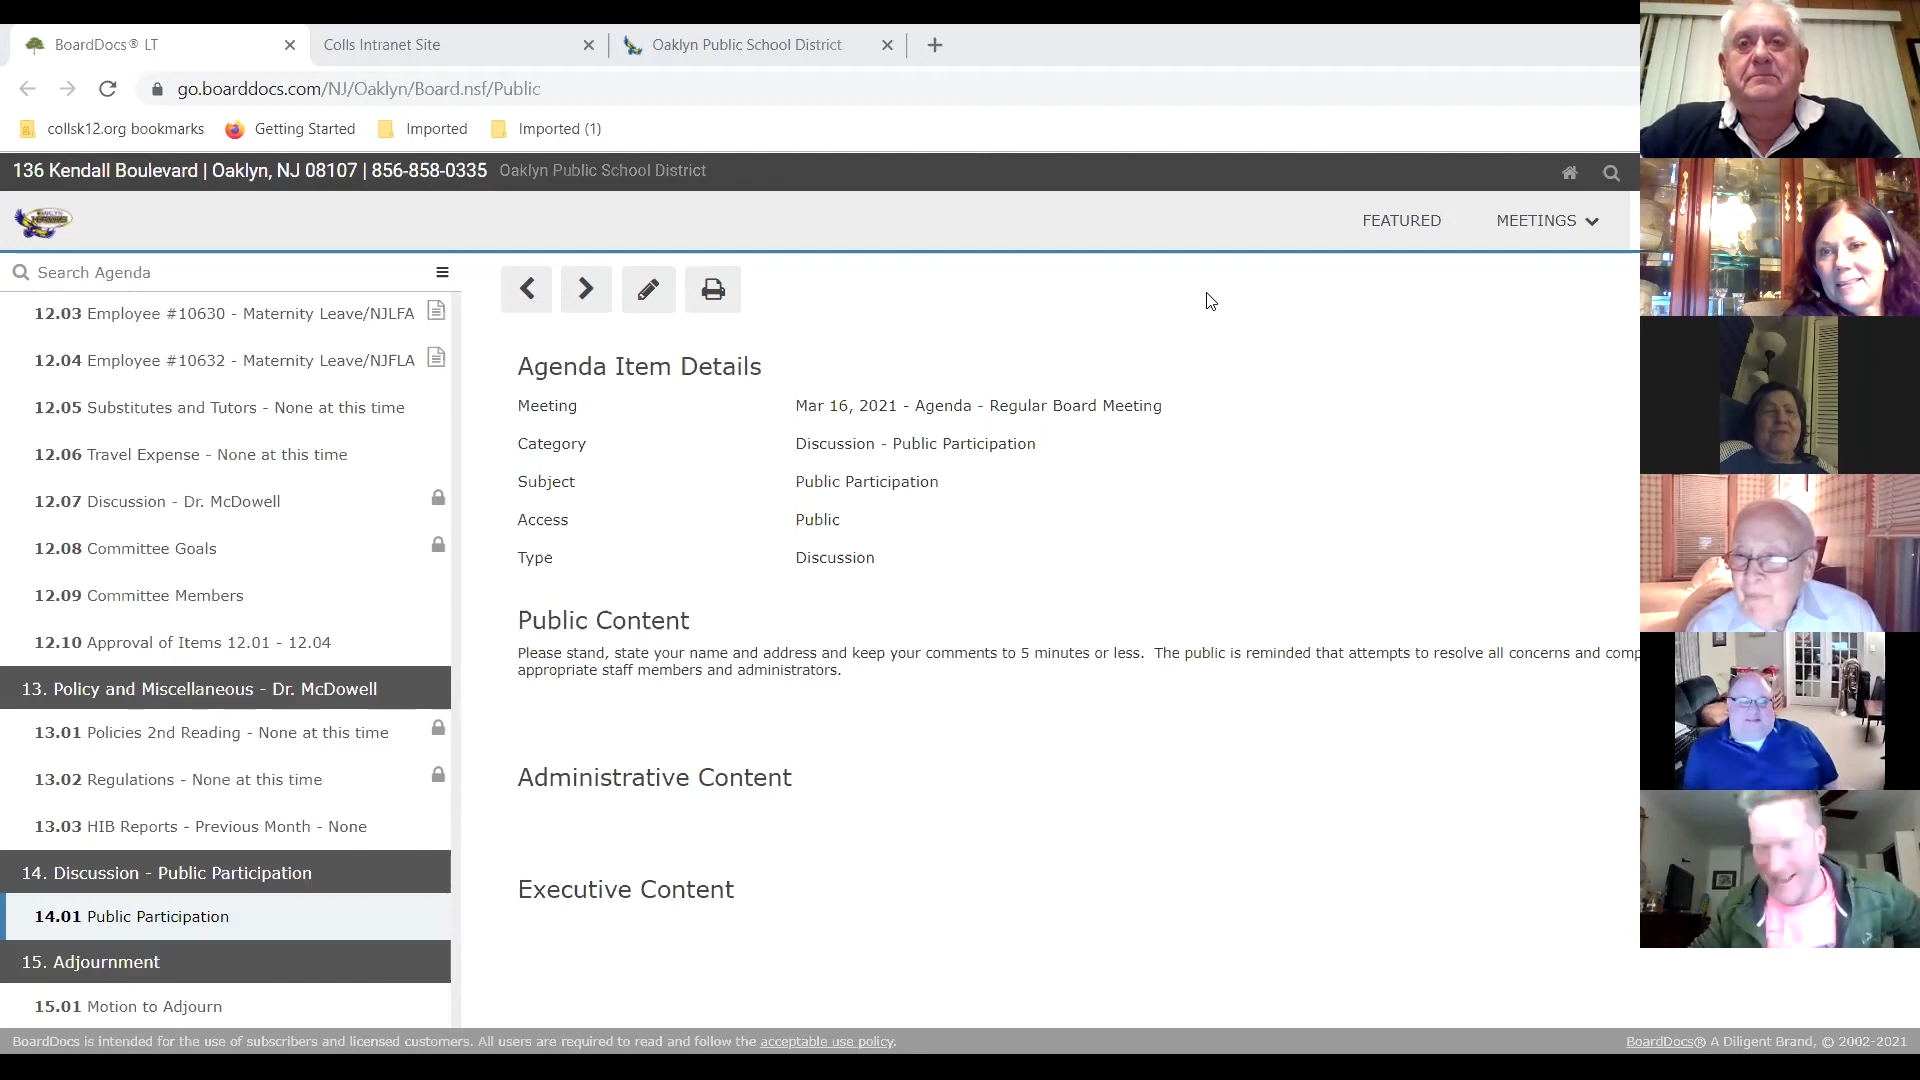 BoardDocs® LT
Colls Intranet Site
Oaklyn Public School District
go.boarddocs.com/NJ/Oaklyn/Board.nsf/Public
collsk12.org bookmarks
Getting Started
Imported
Imported (1)
136 Kendall Boulevard | Oaklyn, NJ 08107 | 856-858-0335 Oaklyn Public School District
FEATURED
MEETINGS
Search Agenda
12.03 Employee #10630 - Maternity Leave/NJLFA
12.04 Employee #10632 - Maternity Leave/NJFLA
12.05 Substitutes and Tutors - None at this time
12.06 Travel Expense - None at this time
12.07 Discussion - Dr. McDowell
12.08 Committee Goals
12.09 Committee Members
12.10 Approval of Items 12.01 - 12.04
13. Policy and Miscellaneous - Dr. McDowell
13.01 Policies 2nd Reading - None at this time
13.02 Regulations - None at this time
13.03 HIB Reports - Previous Month - None
14. Discussion - Public Participation
14.01 Public Participation
15. Adjournment
15.01 Motion to Adjourn
Agenda Item Details
Meeting Mar 16, 2021 - Agenda - Regular Board Meeting
Category Discussion - Public Participation
Subject Public Participation
Access Public
Type Discussion
Public Content
Please stand, state your name and address and keep your comments to 5 minutes or less. The public is reminded that attempts to resolve all concerns and comp
appropriate staff members and administrators.
Administrative Content
Executive Content
BoardDocs is intended for the use of subscribers and licensed customers. All users are required to read and follow the acceptable use policy.
BoardDocs® A Diligent Brand, © 2002-2021